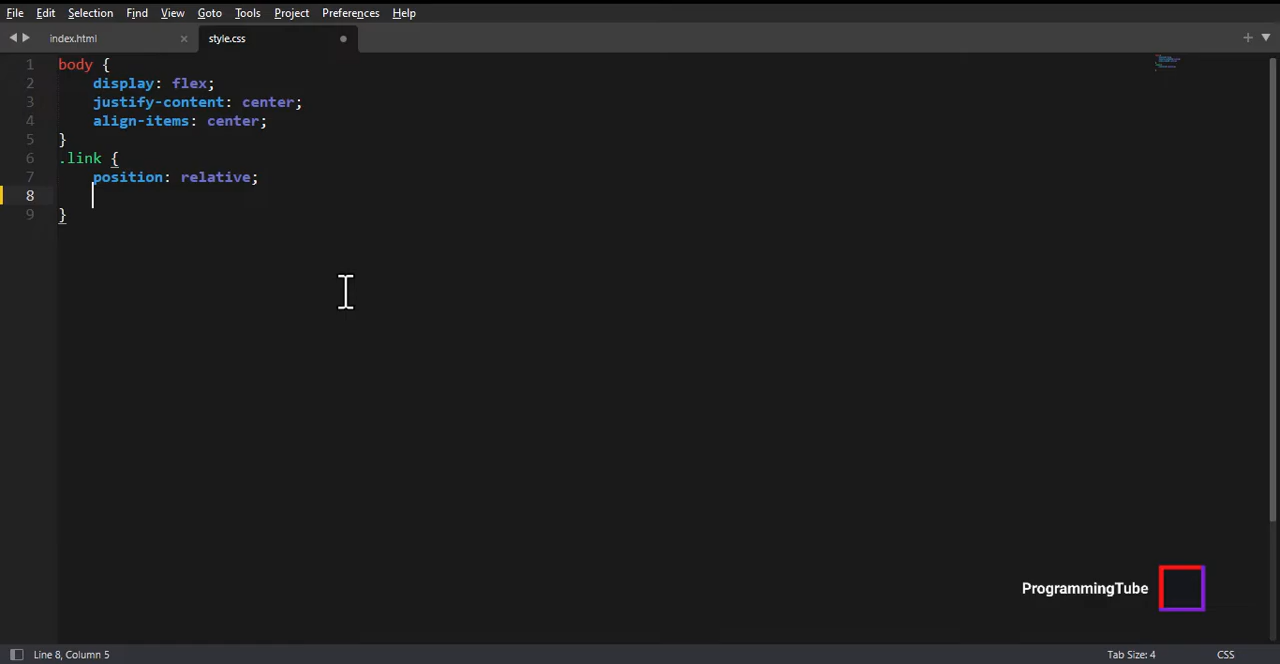 File Edit Selection Find View Goto Tools Project Preferences Help
index.html × style.css
1 body {
2 display: flex;
3 justify-content: center;
4 align-items: center;
5 }
6 .link {
7 position: relative;
8
9 }
ProgrammingTube
Line 8, Column 5 Tab Size: 4 CSS